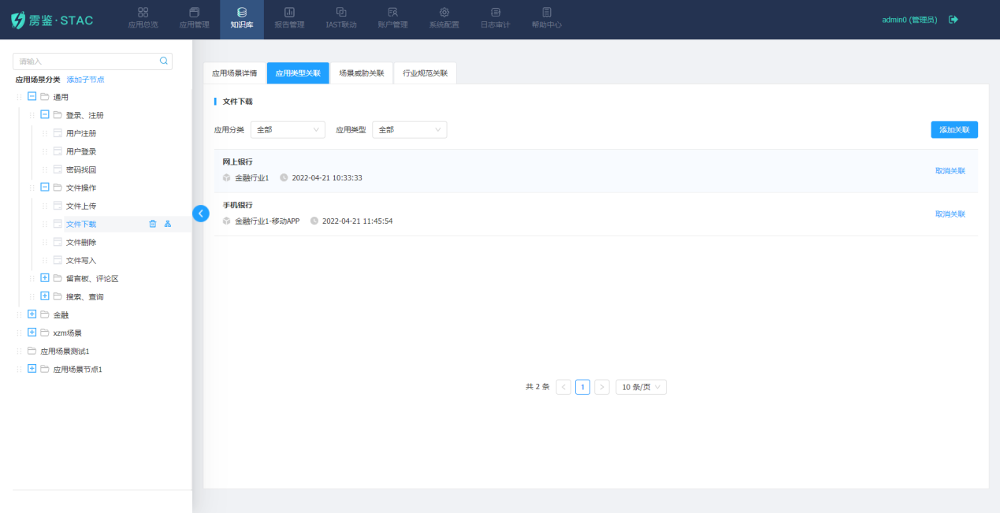 雳鉴·STAC
应用总览
应用管理
知识库
报告管理
IAST联动
账户管理
系统配置
日志审计
帮助中心
admin0 (管理员)
请输入
应用场景分类 添加子节点
通用
登录、注册
用户注册
用户登录
密码找回
文件操作
文件上传
文件下载
文件删除
文件写入
留言板、评论区
搜索、查询
金融
xzm场景
应用场景测试1
应用场景节点1
应用场景详情 应用类型关联 场景威胁关联 行业规范关联
文件下载
应用分类 全部 应用类型 全部 添加关联
网上银行
金融行业1 2022-04-21 10:33:33
取消关联
手机银行
金融行业1-移动APP 2022-04-21 11:45:54
取消关联
共 2 条 < 1 > 10 条/页